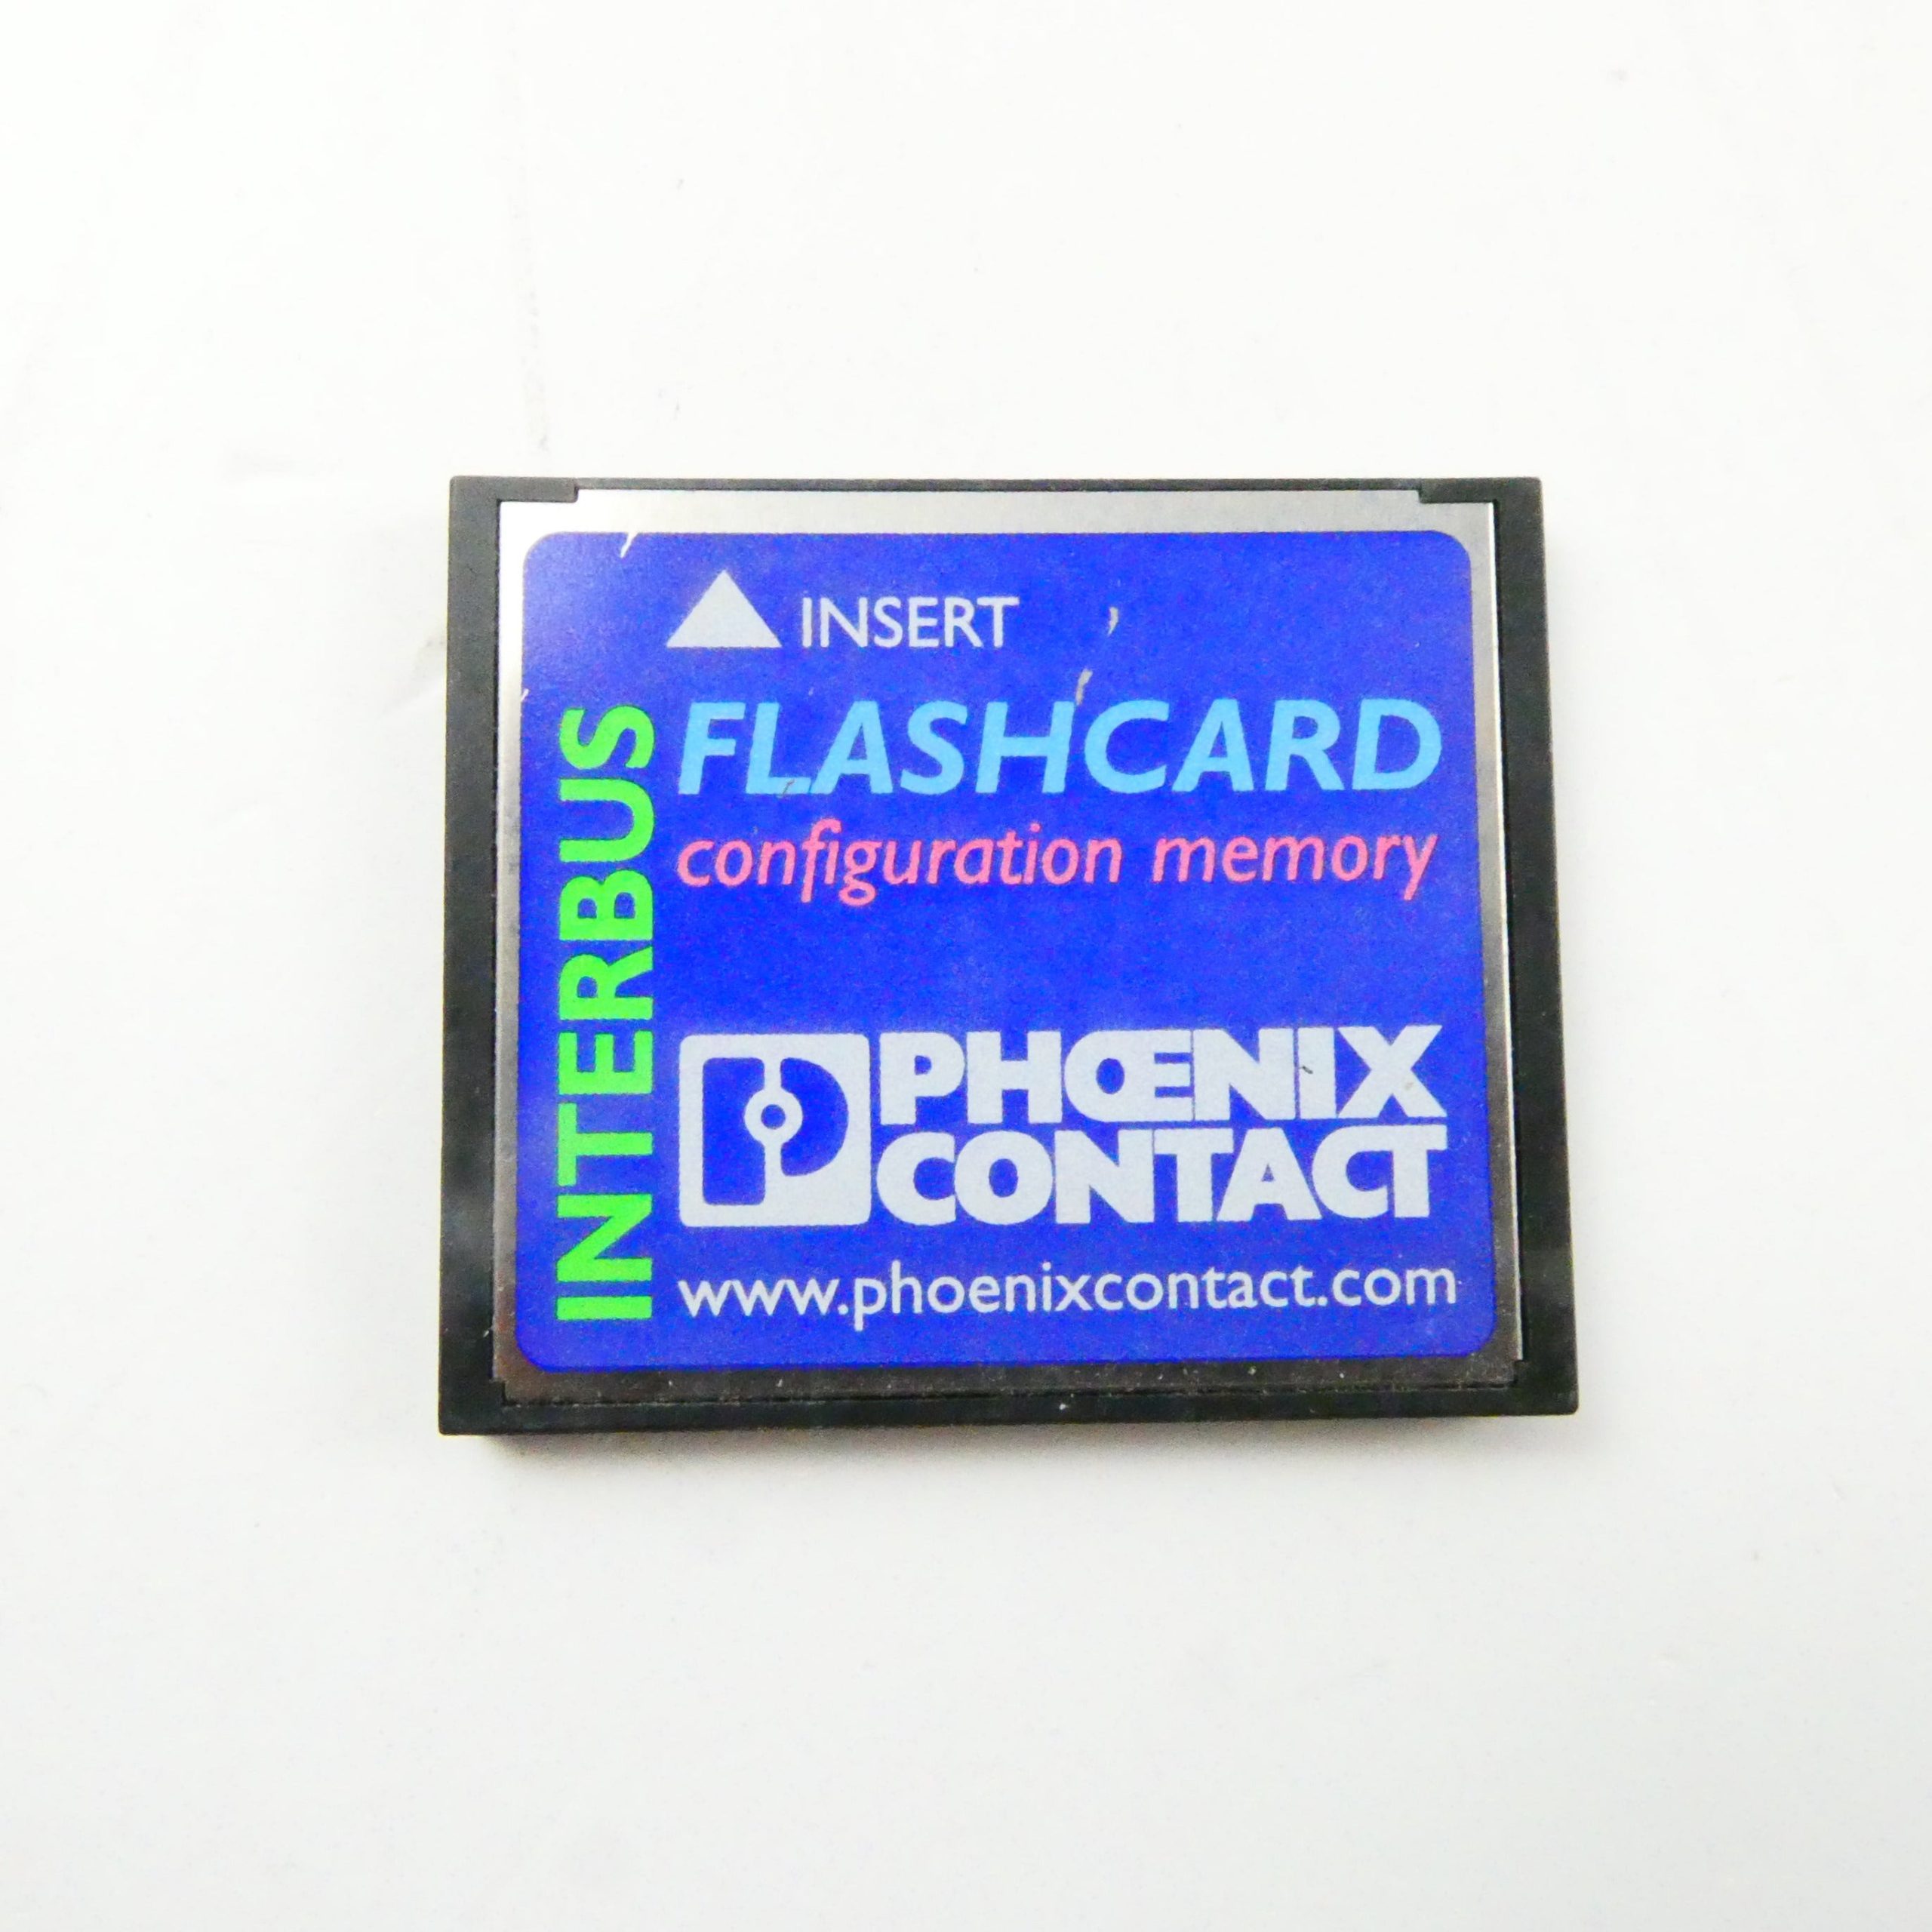 INSERT
FLASHCARD
configuration memory
INTERBUS
PHŒNIX
CONTACT
www.phoenixcontact.com